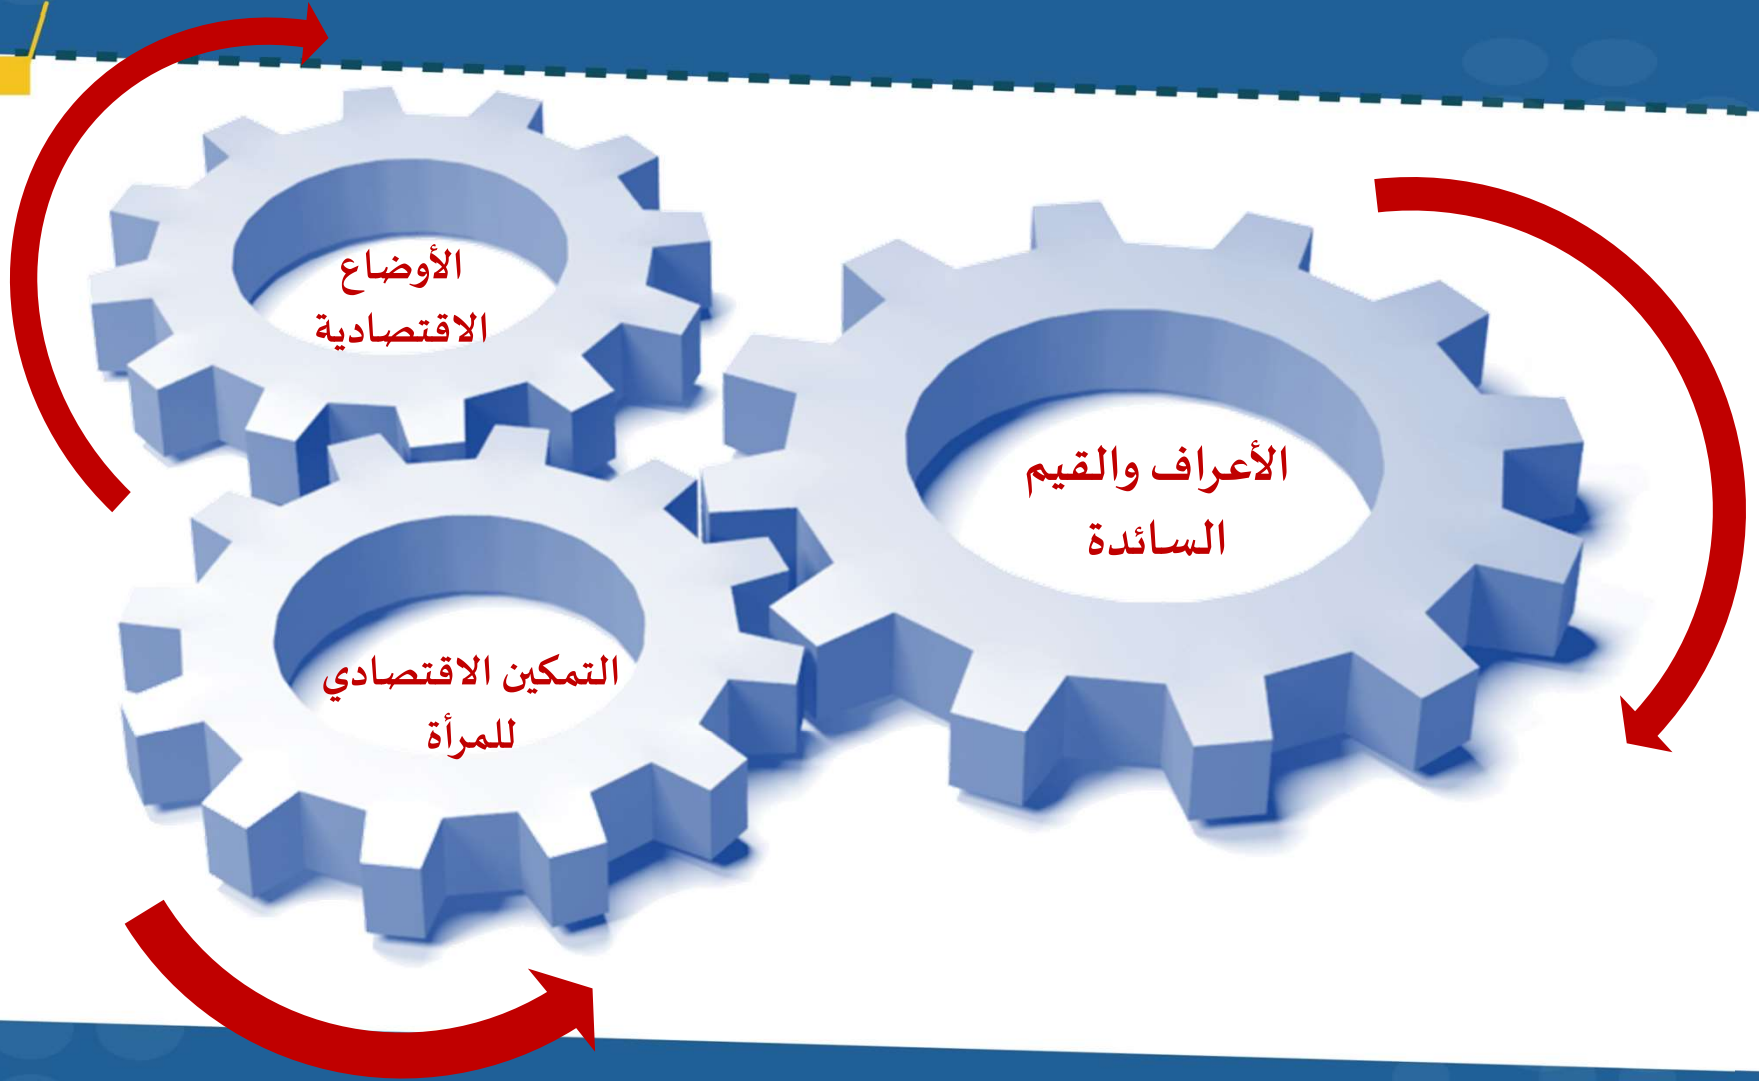 الأوضاع
الاقتصادية
الأعراف والقيم
السائدة
التمكين الاقتصادي
للمرأة